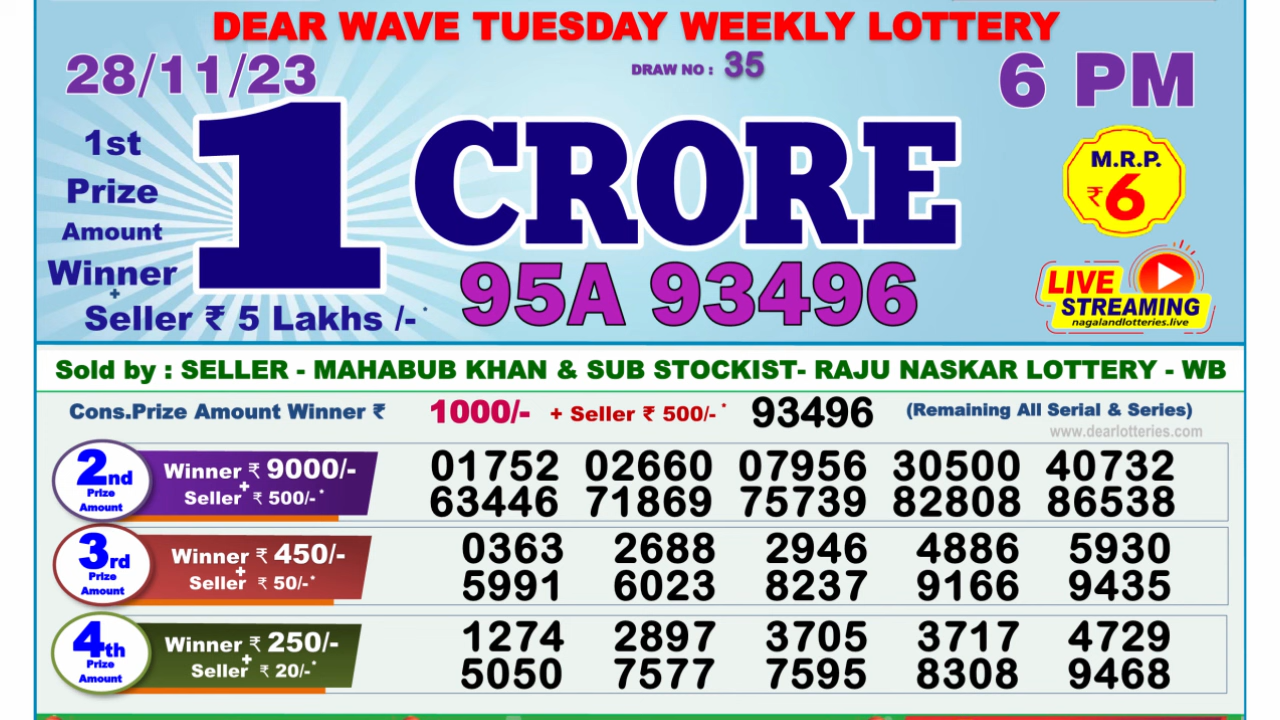 DEAR WAVE TUESDAY WEEKLY LOTTERY
28/11/23
DRAW NO : 35
6 PM
1st
Prize
Amount
Winner
+
Seller ₹ 5 Lakhs /-*
1 CRORE
95A 93496
M.R.P.
₹6
LIVE
STREAMING
nagalandlotteries.live
Sold by : SELLER - MAHABUB KHAN & SUB STOCKIST- RAJU NASKAR LOTTERY - WB
Cons.Prize Amount Winner ₹ 1000/- + Seller ₹ 500/-* 93496 (Remaining All Serial & Series)
www.dearlotteries.com
2nd
Prize
Amount
Winner ₹ 9000/-
+
Seller ₹ 500/-*
01752 02660 07956 30500 40732
63446 71869 75739 82808 86538
3rd
Prize
Amount
Winner ₹ 450/-
+
Seller ₹ 50/-*
0363 2688 2946 4886 5930
5991 6023 8237 9166 9435
4th
Prize
Amount
Winner ₹ 250/-
+
Seller ₹ 20/-*
1274 2897 3705 3717 4729
5050 7577 7595 8308 9468